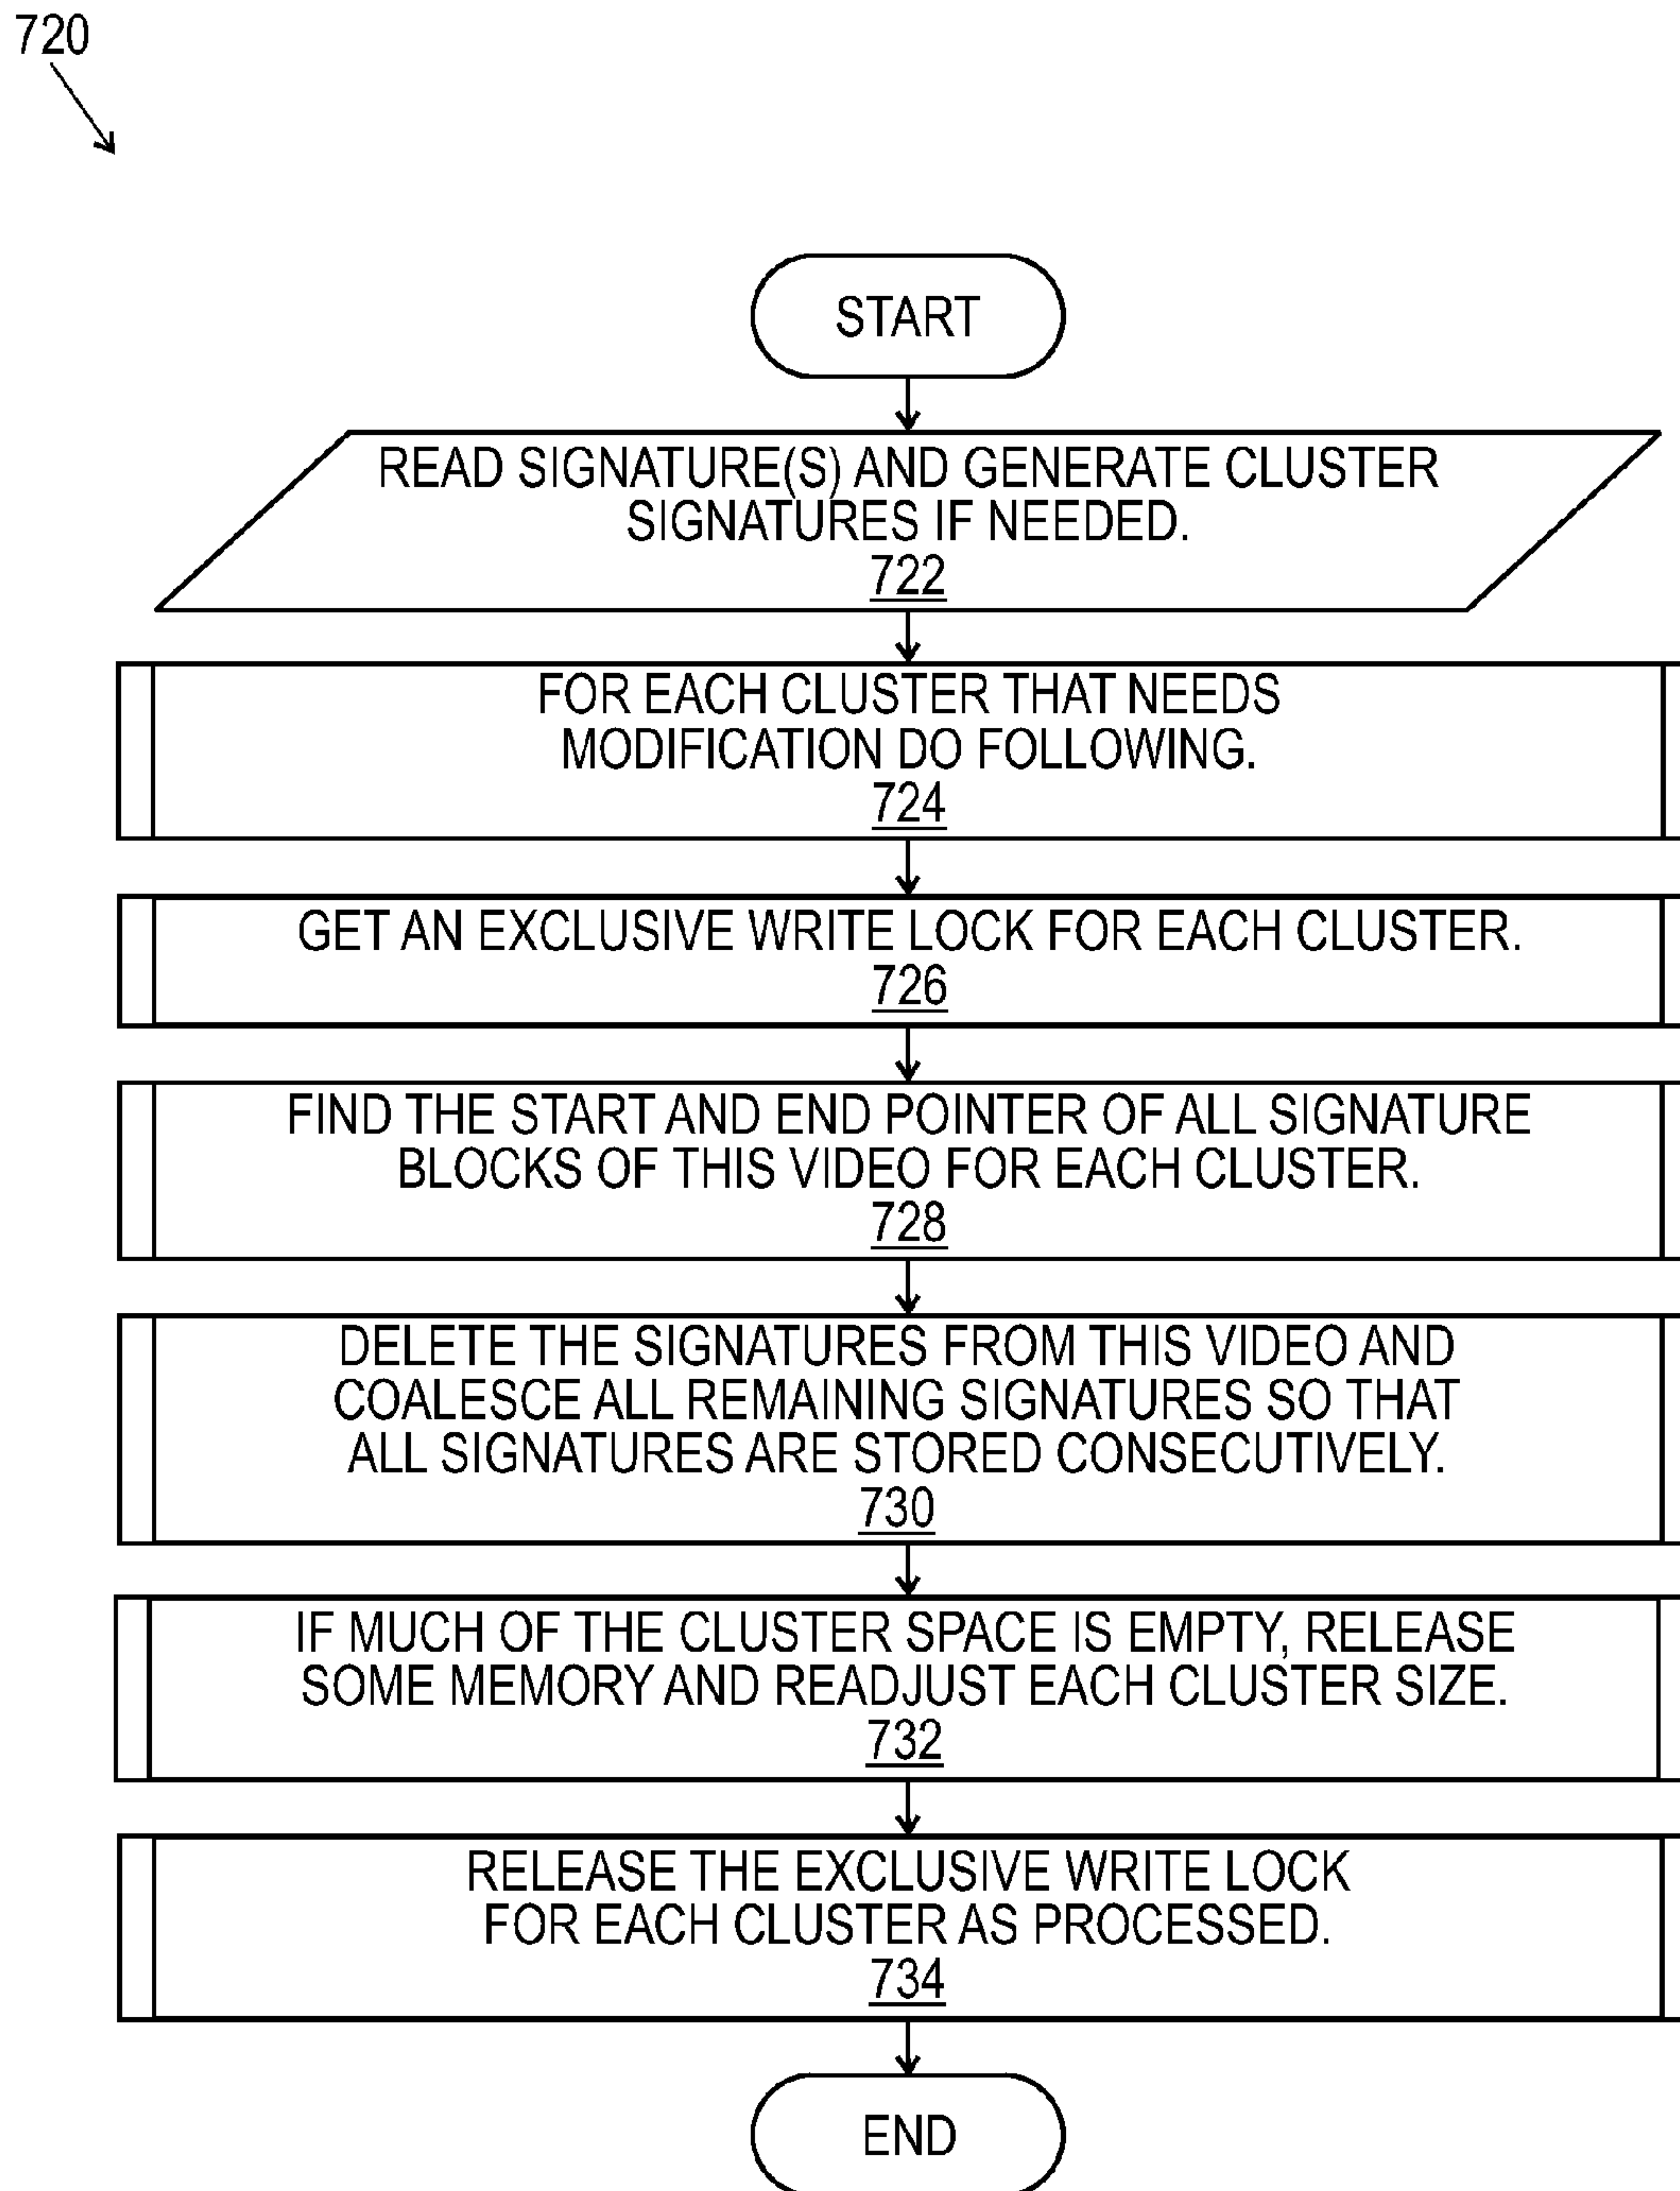 720
START
READ SIGNATURE(S) AND GENERATE CLUSTER
SIGNATURES IF NEEDED.
722
FOR EACH CLUSTER THAT NEEDS
MODIFICATION DO FOLLOWING.
724
GET AN EXCLUSIVE WRITE LOCK FOR EACH CLUSTER.
726
FIND THE START AND END POINTER OF ALL SIGNATURE
BLOCKS OF THIS VIDEO FOR EACH CLUSTER.
728
DELETE THE SIGNATURES FROM THIS VIDEO AND
COALESCE ALL REMAINING SIGNATURES SO THAT
ALL SIGNATURES ARE STORED CONSECUTIVELY.
730
IF MUCH OF THE CLUSTER SPACE IS EMPTY, RELEASE
SOME MEMORY AND READJUST EACH CLUSTER SIZE.
732
RELEASE THE EXCLUSIVE WRITE LOCK
FOR EACH CLUSTER AS PROCESSED.
734
END